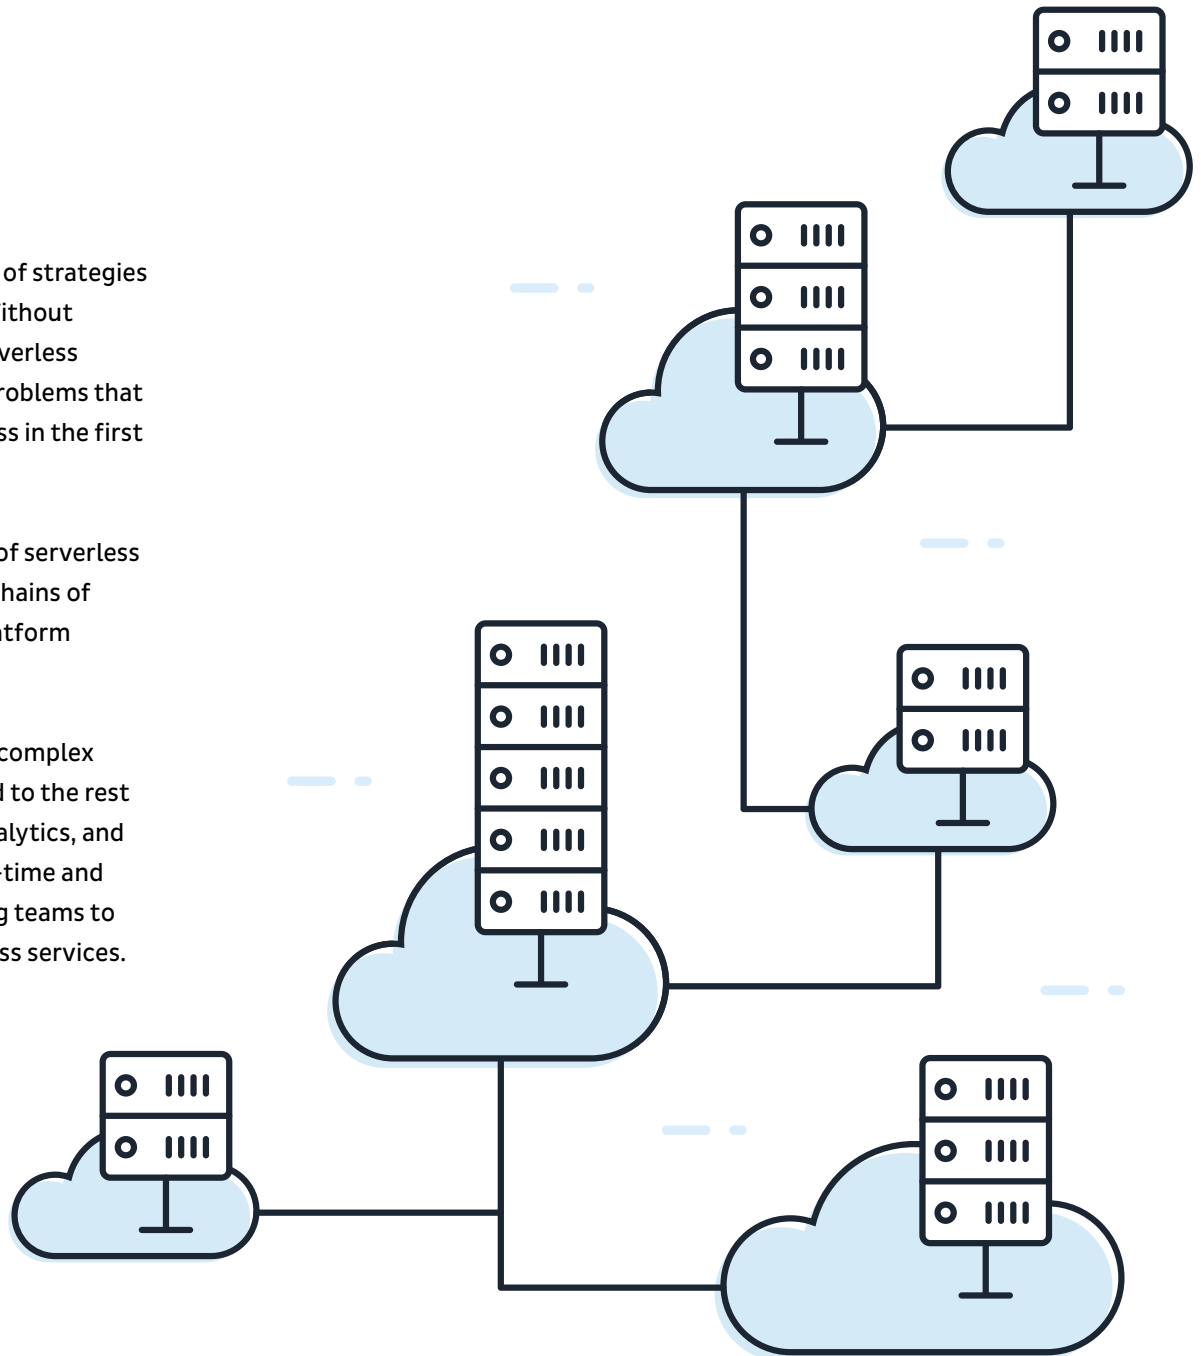 of strategies
ithout
verless
roblems that
ss in the first
of serverless
hains of
atform
complex
d to the rest
alytics, and
-time and
g teams to
ss services.